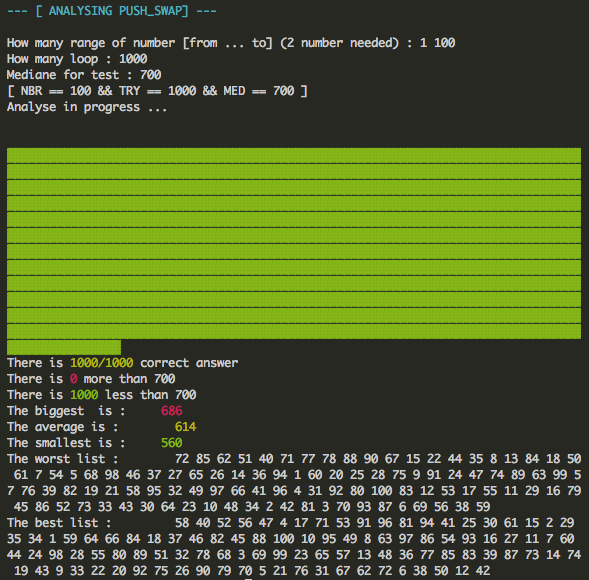 --- [ ANALYSING PUSH_SWAP] ---
How many range of number [from ... to] (2 number needed) : 1 100
How many loop : 1000
Mediane for test : 700
[ NBR == 100 && TRY == 1000 && MED == 700 ]
Analyse in progress ...
There is 1000/1000 correct answer
There is 0 more than 700
There is 1000 less than 700
The biggest  is :     686
The average is :       614
The smallest is :     560
The worst list :       72 85 62 51 40 71 77 78 88 90 67 15 22 44 35 8 13 84 18 50
 61 7 54 5 68 98 46 37 27 65 26 14 36 94 1 60 20 25 28 75 9 91 24 47 74 89 63 99 5
7 76 39 82 19 21 58 95 32 49 97 66 41 96 4 31 92 80 100 83 12 53 17 55 11 29 16 79
 45 86 52 73 33 43 30 64 23 10 48 34 2 42 81 3 70 93 87 6 69 56 38 59
The best list :        58 40 52 56 47 4 17 71 53 91 96 81 94 41 25 30 61 15 2 29
35 34 1 59 64 66 84 18 37 46 82 45 88 100 10 95 49 8 63 97 86 54 93 16 27 11 7 60
44 24 98 28 55 80 89 51 32 78 68 3 69 99 23 65 57 13 48 36 77 85 83 39 87 73 14 74
 19 43 9 33 22 20 92 75 26 90 79 70 5 21 76 31 67 62 72 6 38 50 12 42